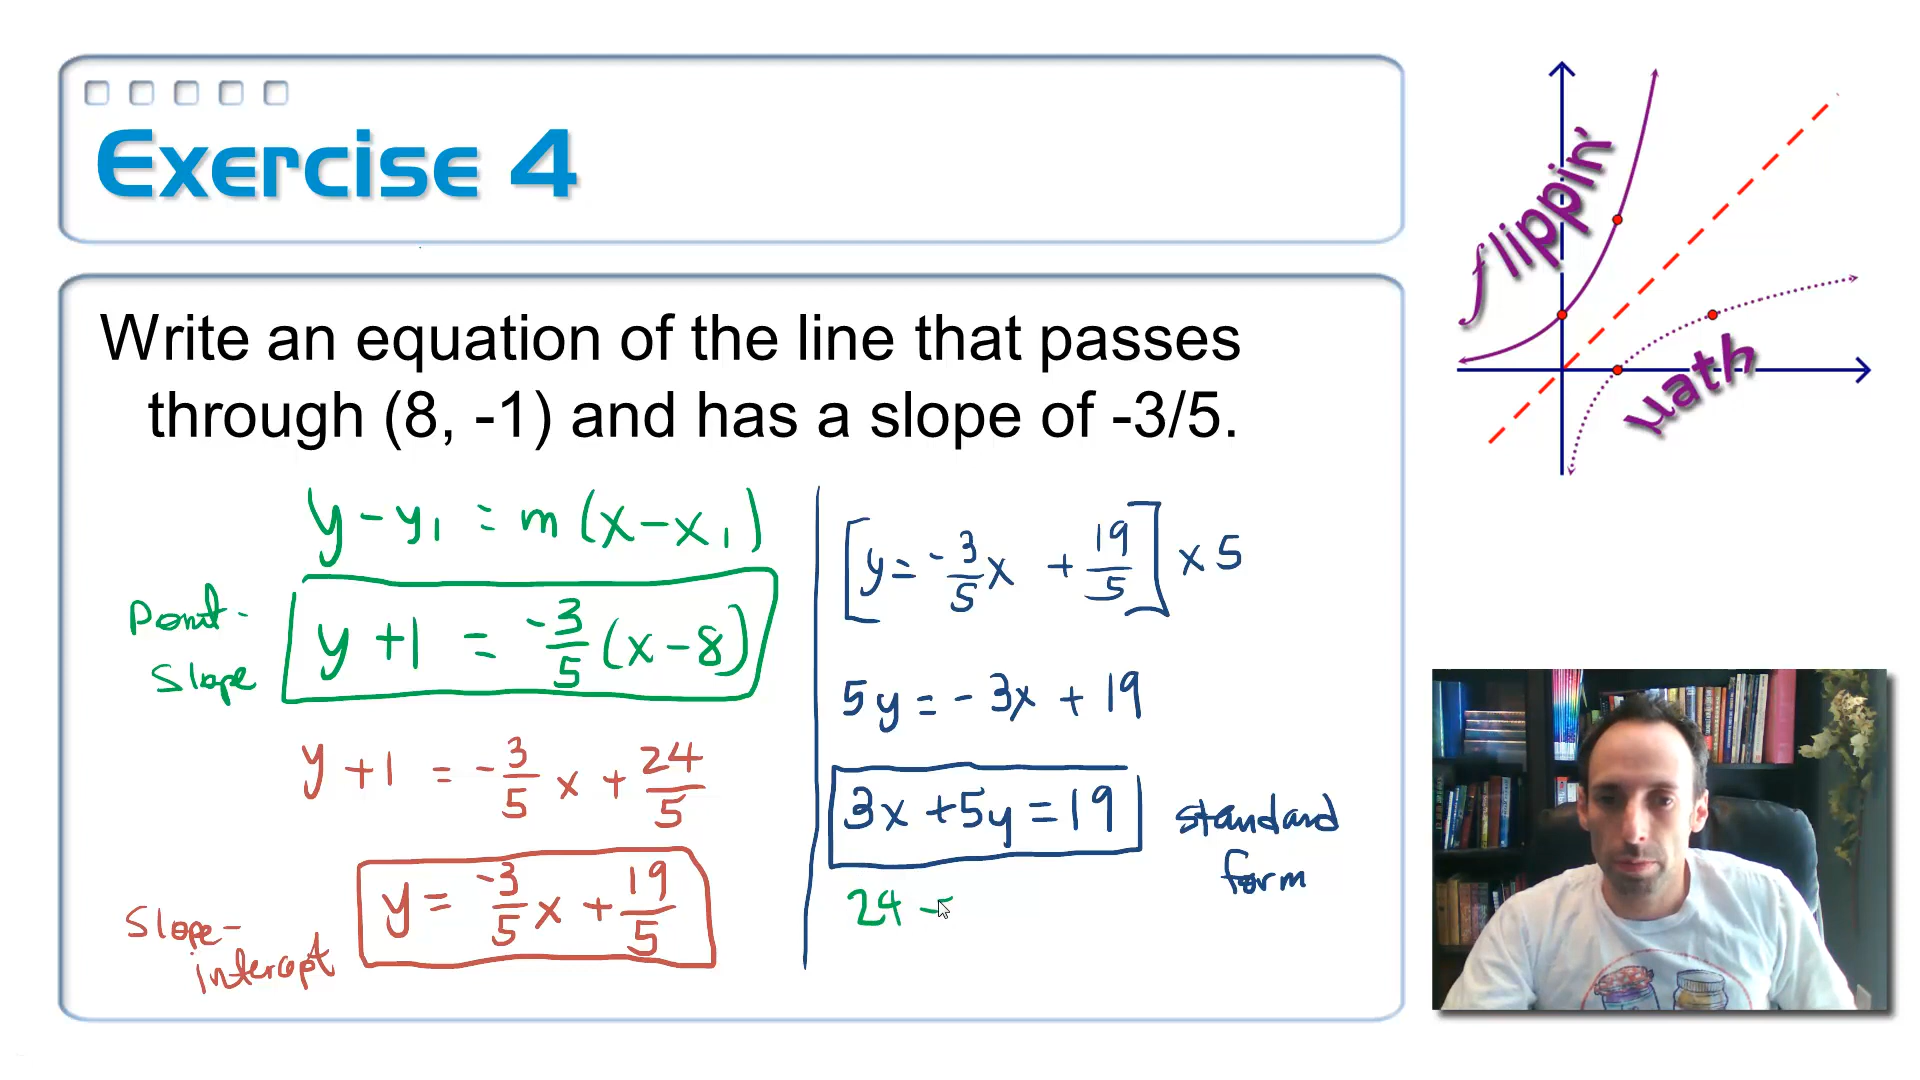 Exercise 4
flippin'
math
Write an equation of the line that passes
through (8, -1) and has a slope of -3/5.
y - y₁ = m (x - x₁)
Point-
Slope
y + 1 = -3/5 (x - 8)
y + 1 = -3/5 x + 24/5
Slope-
intercept
y = -3/5 x + 19/5
[y = -3/5 x + 19/5] × 5
5y = -3x + 19
3x + 5y = 19
standard
form
24 -